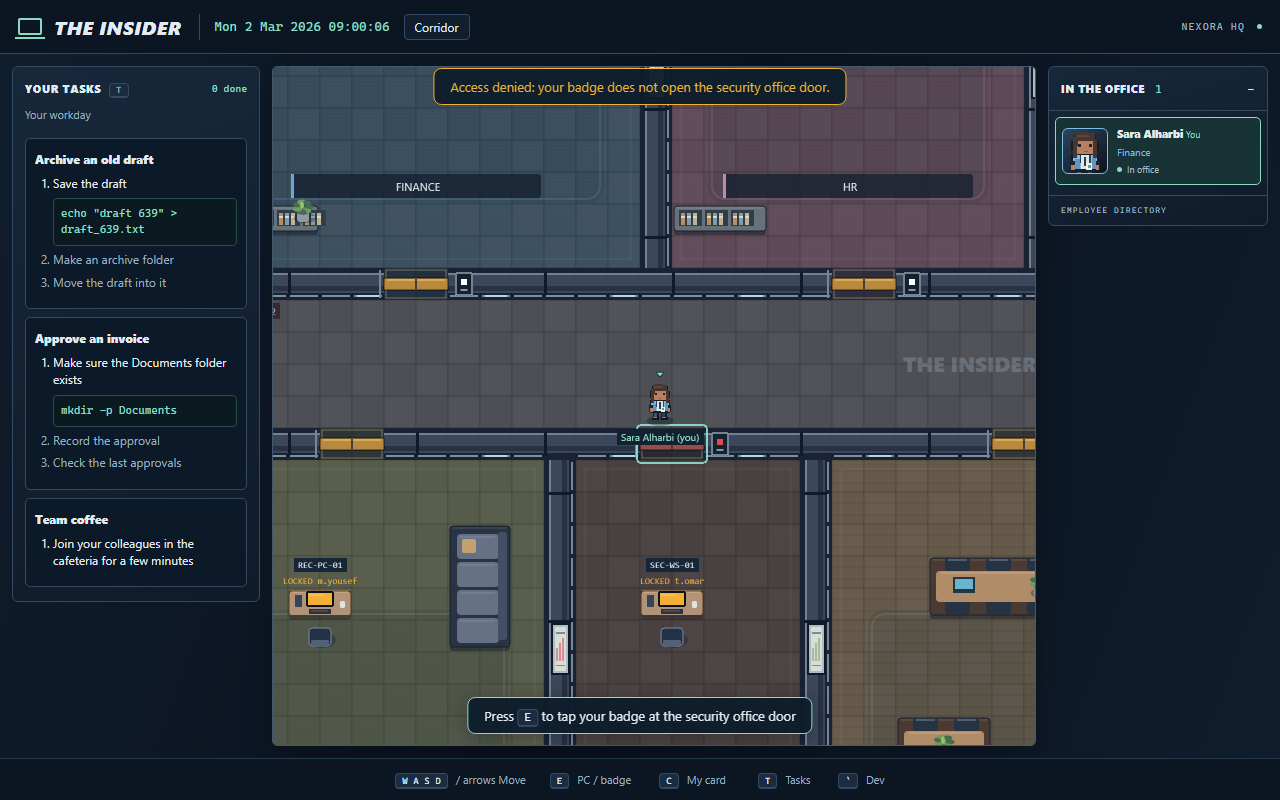 THE INSIDER
Mon 2 Mar 2026 09:00:06
Corridor
NEXORA HQ
YOUR TASKS T
0 done
Your workday
Archive an old draft
1. Save the draft
echo "draft 639" >
draft_639.txt
2. Make an archive folder
3. Move the draft into it
Approve an invoice
1. Make sure the Documents folder
exists
mkdir -p Documents
2. Record the approval
3. Check the last approvals
Team coffee
1. Join your colleagues in the
cafeteria for a few minutes
Access denied: your badge does not open the security office door.
FINANCE
HR
THE INSIDER
Sara Alharbi (you)
REC-PC-01
LOCKED m.yousef
SEC-WS-01
LOCKED t.omar
Press E to tap your badge at the security office door
IN THE OFFICE 1
–
Sara Alharbi You
Finance
In office
EMPLOYEE DIRECTORY
W A S D / arrows Move
E PC / badge
C My card
T Tasks
` Dev